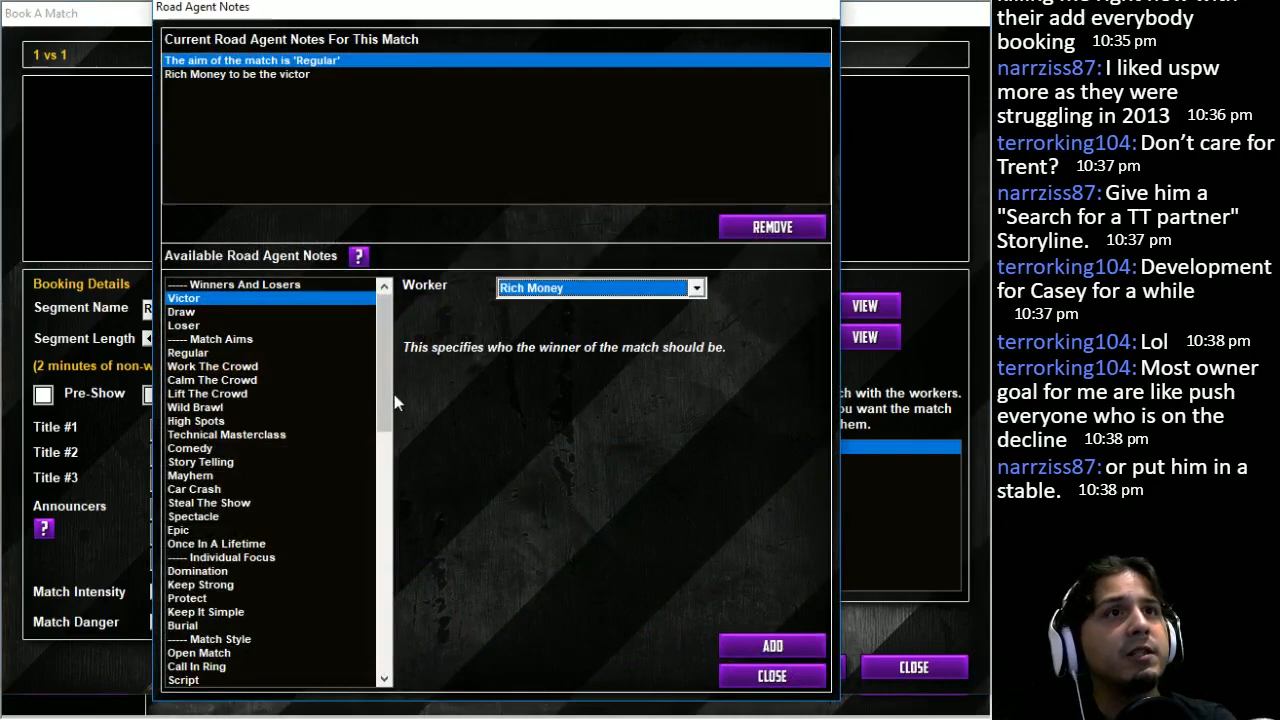 Book A Match
Road Agent Notes
1 vs 1
Current Road Agent Notes For This Match
The aim of the match is 'Regular'
Rich Money to be the victor
REMOVE
Available Road Agent Notes ?
----- Winners And Losers
Victor
Draw
Loser
----- Match Aims
Regular
Work The Crowd
Calm The Crowd
Lift The Crowd
Wild Brawl
High Spots
Technical Masterclass
Comedy
Story Telling
Mayhem
Car Crash
Steal The Show
Spectacle
Epic
Once In A Lifetime
----- Individual Focus
Domination
Keep Strong
Protect
Keep It Simple
Burial
----- Match Style
Open Match
Call In Ring
Script
Worker
Rich Money
This specifies who the winner of the match should be.
ADD
CLOSE
Booking Details
Segment Name R
Segment Length
(2 minutes of non-w
Pre-Show
Title #1
Title #2
Title #3
Announcers
?
Match Intensity
Match Danger
VIEW
VIEW
ch with the workers.
ou want the match
hem.
CLOSE
killing me right now with
their add everybody
booking 10:35 pm
narrziss87: I liked uspw
more as they were
struggling in 2013 10:36 pm
terrorking104: Don’t care for
Trent? 10:37 pm
narrziss87: Give him a
"Search for a TT partner"
Storyline. 10:37 pm
terrorking104: Development
for Casey for a while
10:37 pm
terrorking104: Lol 10:38 pm
terrorking104: Most owner
goal for me are like push
everyone who is on the
decline 10:38 pm
narrziss87: or put him in a
stable. 10:38 pm